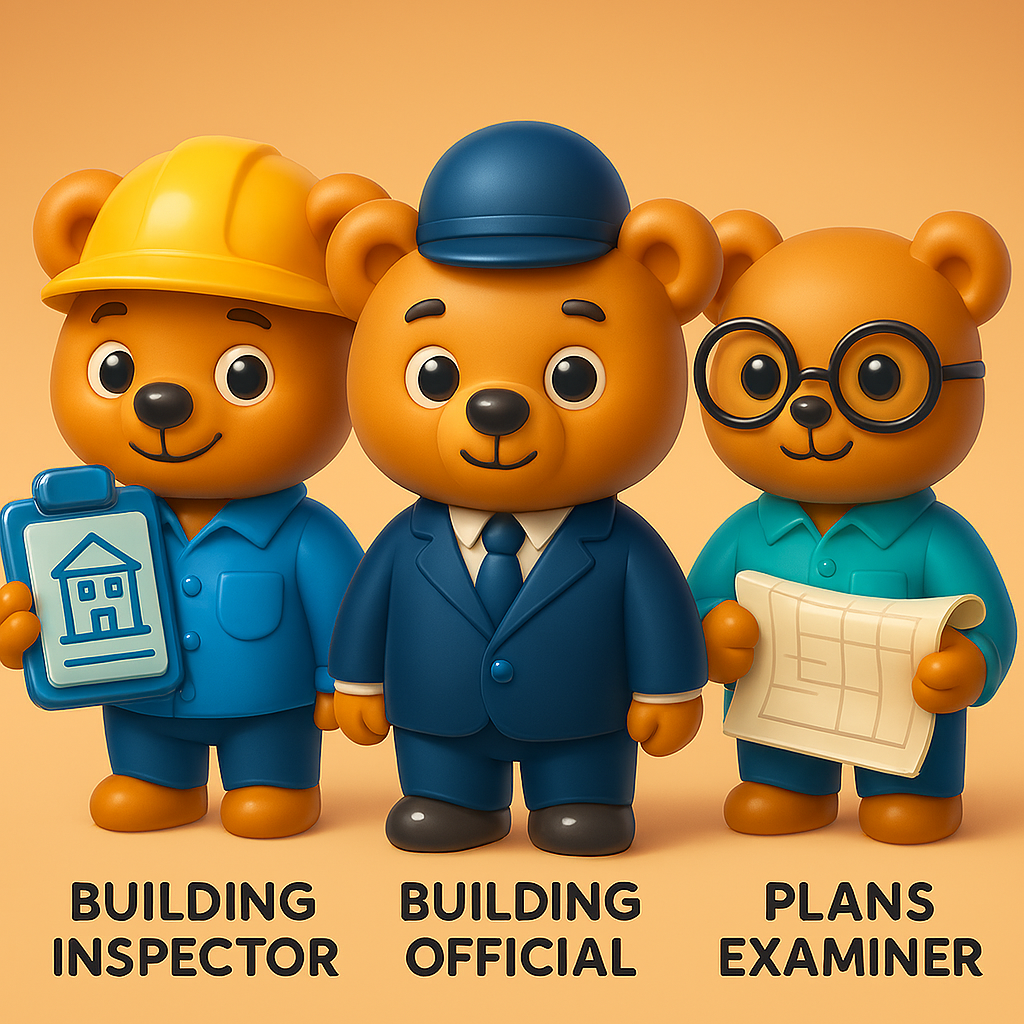 BUILDING
INSPECTOR
BUILDING
OFFICIAL
PLANS
EXAMINER